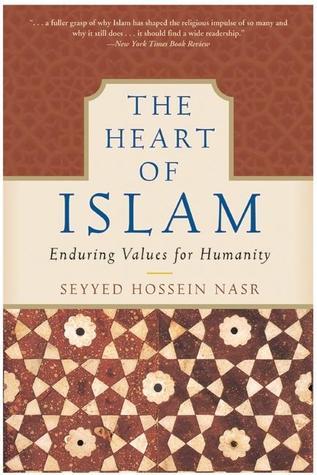 ". . . a fuller grasp of why Islam has shaped the religious impulse of so many and
why it still does . . . it should find a wide readership."
—New York Times Book Review
THE
HEART
OF
ISLAM
Enduring Values for Humanity
SEYYED HOSSEIN NASR